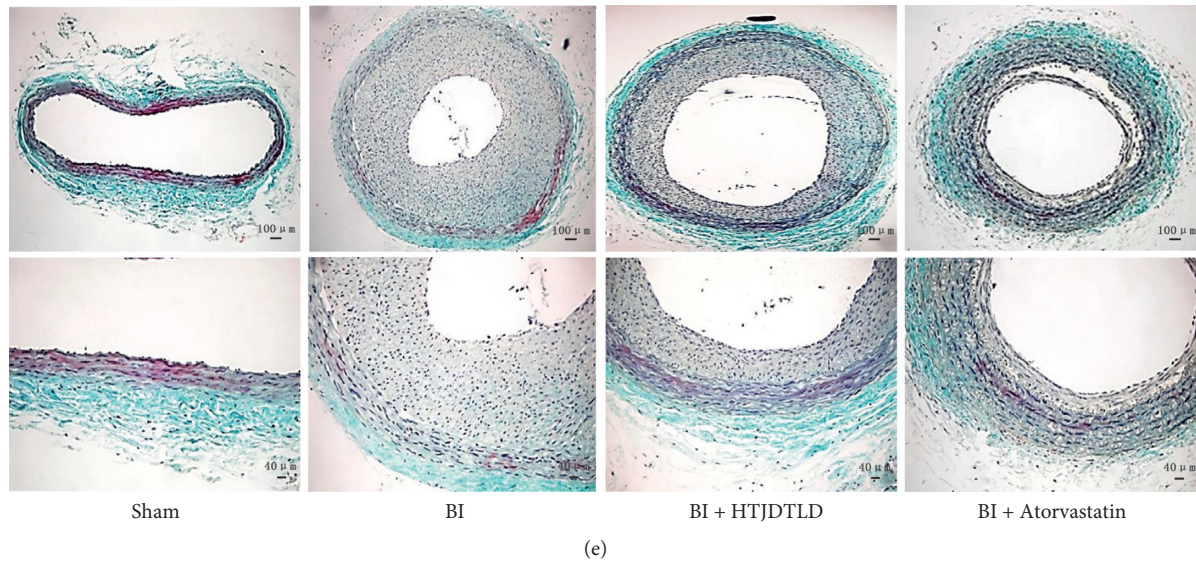 100 μm
100 μm
100 μm
100 μm
40 μm
40 μm
40 μm
40 μm
Sham
BI
BI + HTJDTLD
BI + Atorvastatin
(e)